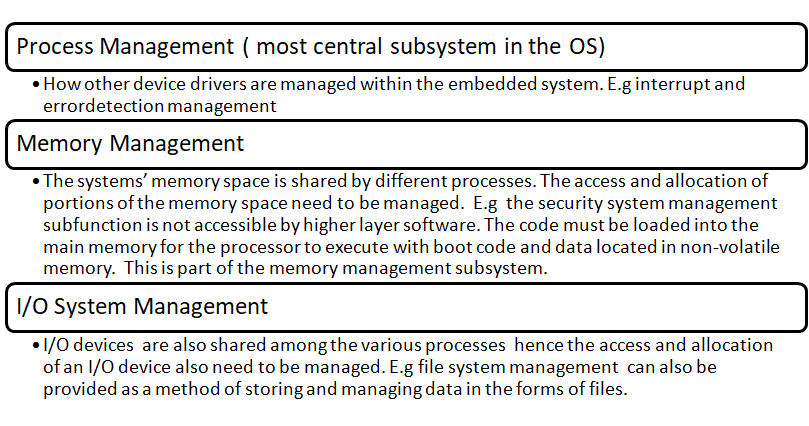 Process Management ( most central subsystem in the OS)
• How other device drivers are managed within the embedded system. E.g interrupt and
errordetection management
Memory Management
• The systems’ memory space is shared by different processes. The access and allocation of
portions of the memory space need to be managed.  E.g  the security system management
subfunction is not accessible by higher layer software. The code must be loaded into the
main memory for the processor to execute with boot code and data located in non-volatile
memory.  This is part of the memory management subsystem.
I/O System Management
• I/O devices  are also shared among the various processes  hence the access and allocation
of an I/O device also need to be managed. E.g file system management  can also be
provided as a method of storing and managing data in the forms of files.